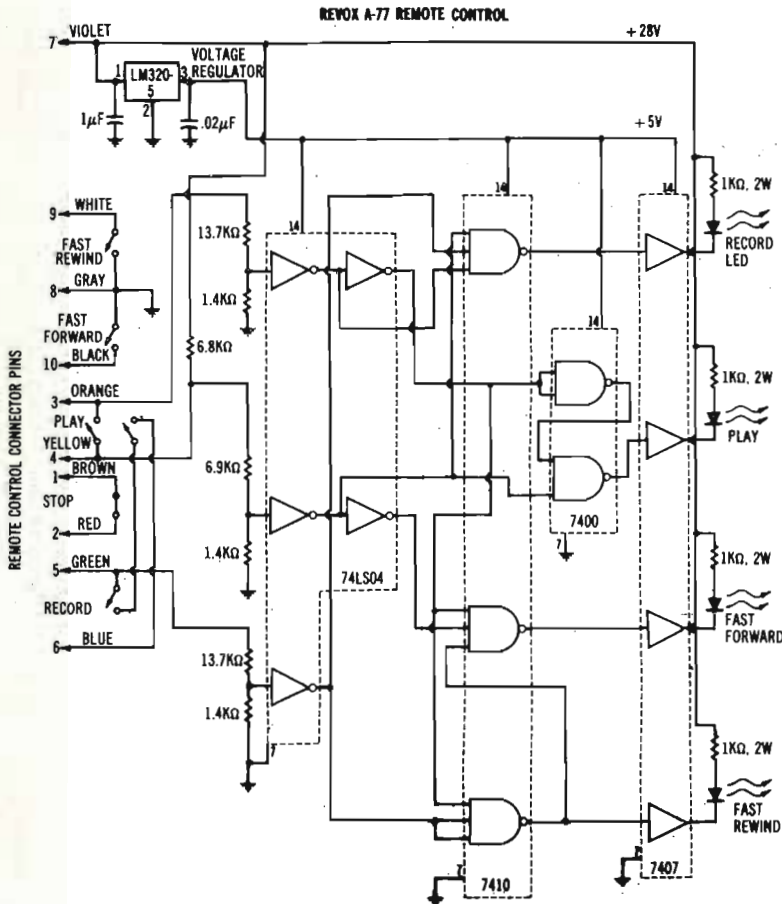 REVOX A-77 REMOTE CONTROL
7 VIOLET
+28V
1 LM320-5 3
2
VOLTAGE REGULATOR
1µF
.02µF
+5V
REMOTE CONTROL CONNECTOR PINS
9 WHITE
FAST REWIND
8 GRAY
FAST FORWARD
10 BLACK
3 ORANGE
PLAY
YELLOW
4
1 BROWN
STOP
2 RED
5 GREEN
RECORD
6 BLUE
6.8KΩ
13.7KΩ
1.4KΩ
6.9KΩ
1.4KΩ
13.7KΩ
1.4KΩ
14
74LS04
7
14
7410
7
14
7400
7
14
7407
7
1KΩ, 2W
RECORD LED
1KΩ, 2W
PLAY
1KΩ, 2W
FAST FORWARD
1KΩ, 2W
FAST REWIND